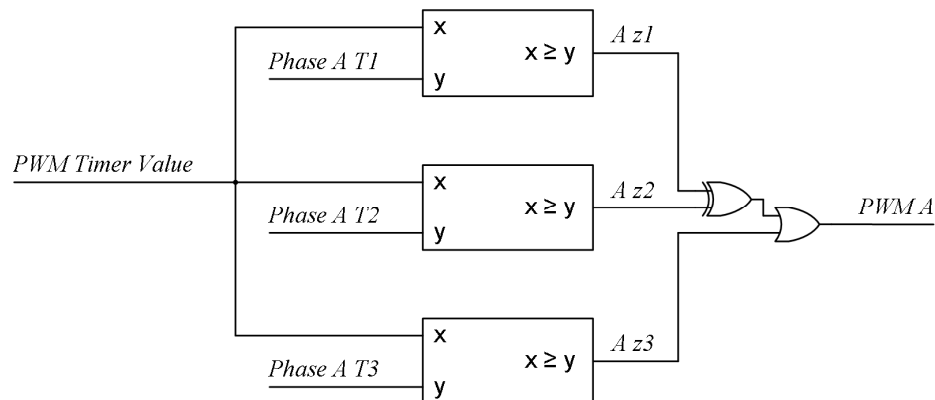 x
A z1
Phase A T1
x ≥ y
y
PWM Timer Value
x
A z2
Phase A T2
x ≥ y
PWM A
y
x
A z3
Phase A T3
x ≥ y
y